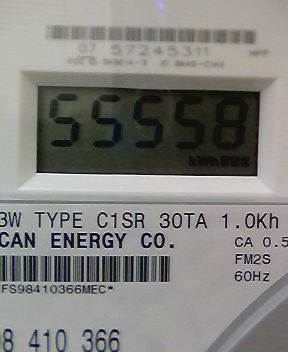 07 57245311
55558
kWh
3W TYPE C1SR 30TA 1.0Kh
CAN ENERGY CO.
CA 0.5
FM2S
60Hz
FS98410366MEC*
98 410 366